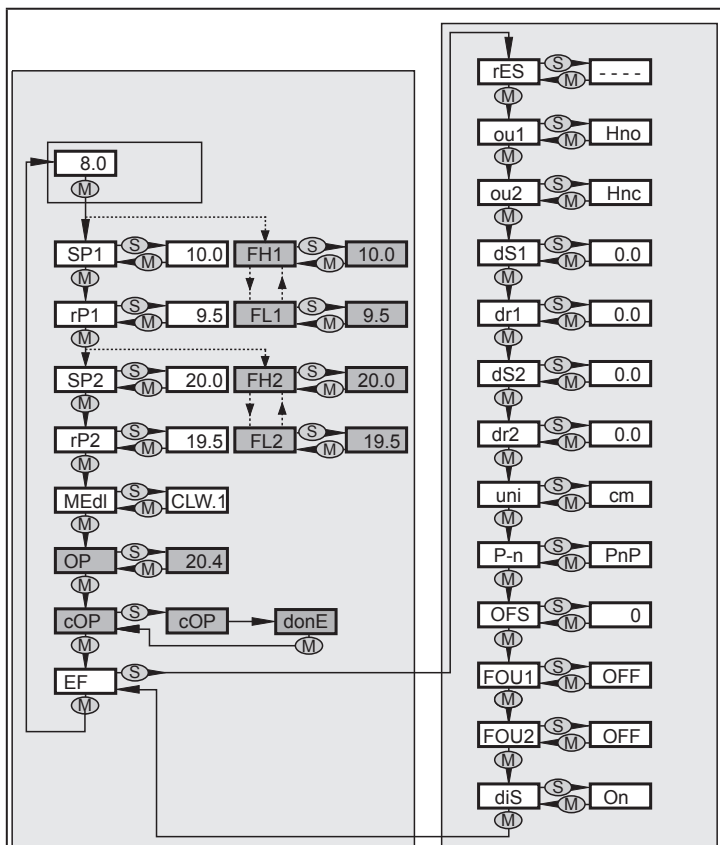 8.0
M
SP1 S M 10.0 FH1 S M 10.0
M
rP1 S M 9.5 FL1 S M 9.5
M
SP2 S M 20.0 FH2 S M 20.0
M
rP2 S M 19.5 FL2 S M 19.5
M
MEdI S M CLW.1
M
OP S M 20.4
M
cOP S cOP donE
M M
EF S
M
rES S M - - - -
M
ou1 S M Hno
M
ou2 S M Hnc
M
dS1 S M 0.0
M
dr1 S M 0.0
M
dS2 S M 0.0
M
dr2 S M 0.0
M
uni S M cm
M
P-n S M PnP
M
OFS S M 0
M
FOU1 S M OFF
M
FOU2 S M OFF
M
diS S M On
M